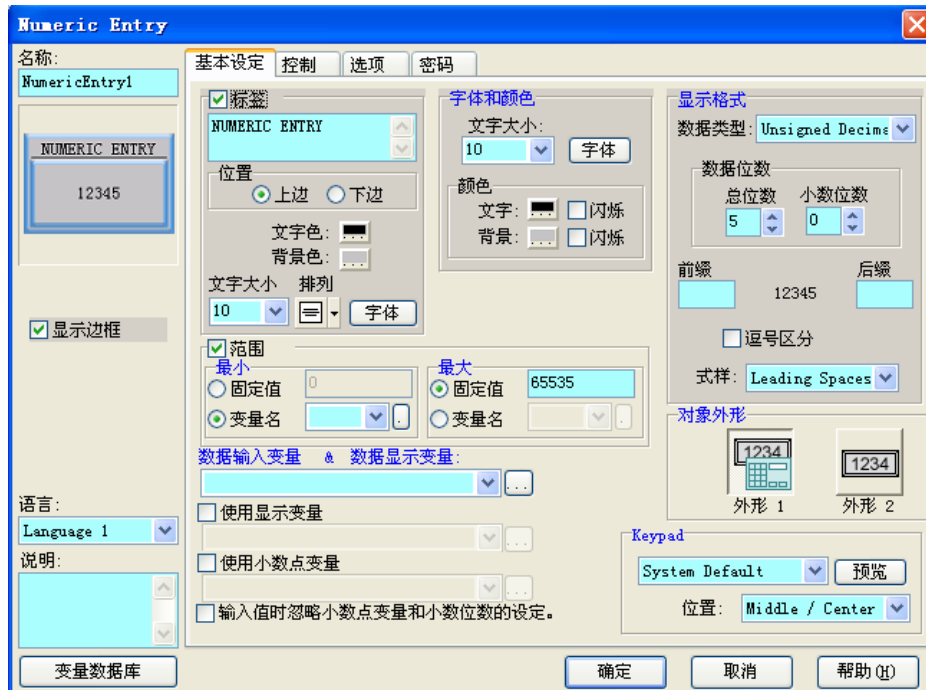 Numeric Entry
名称:
NumericEntry1
NUMERIC ENTRY
12345
显示边框
语言:
Language 1
说明:
变量数据库
基本设定 控制 选项 密码
标签
NUMERIC ENTRY
位置
上边 下边
文字色: ...
背景色: ...
文字大小 排列
10 字体
字体和颜色
文字大小:
10 字体
颜色
文字: ... 闪烁
背景: ... 闪烁
显示格式
数据类型: Unsigned Decima
数据位数
总位数 小数位数
5 0
前缀 后缀
12345
逗号区分
式样: Leading Spaces
范围
最小
固定值 0
变量名 .
最大
固定值 65535
变量名 .
数据输入变量 & 数据显示变量:
...
使用显示变量
...
使用小数点变量
...
输入值时忽略小数点变量和小数位数的设定。
对象外形
1234 1234
外形 1 外形 2
Keypad
System Default 预览
位置: Middle / Center
确定 取消 帮助(H)